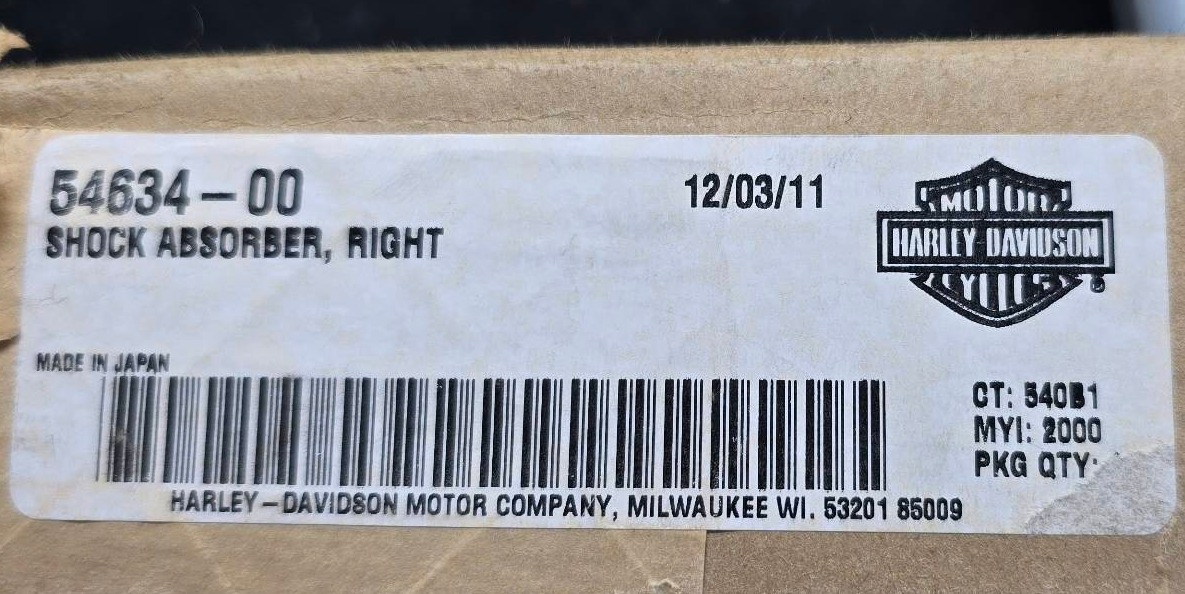 54634-00
12/03/11
SHOCK ABSORBER, RIGHT
MOTOR
HARLEY-DAVIDSON
®
MADE IN JAPAN
CT: 540B1
MYI: 2000
PKG QTY:
HARLEY-DAVIDSON MOTOR COMPANY, MILWAUKEE WI. 53201 85009